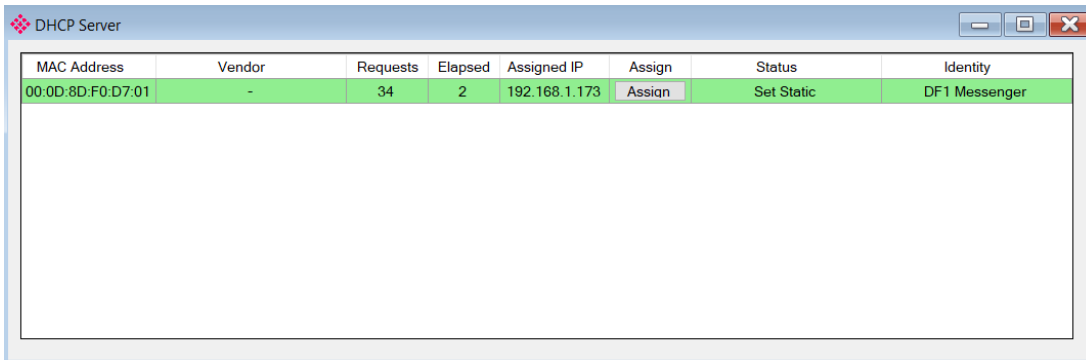 DHCP Server
MAC Address Vendor Requests Elapsed Assigned IP Assign Status Identity
00:0D:8D:F0:D7:01 - 34 2 192.168.1.173 Assign Set Static DF1 Messenger